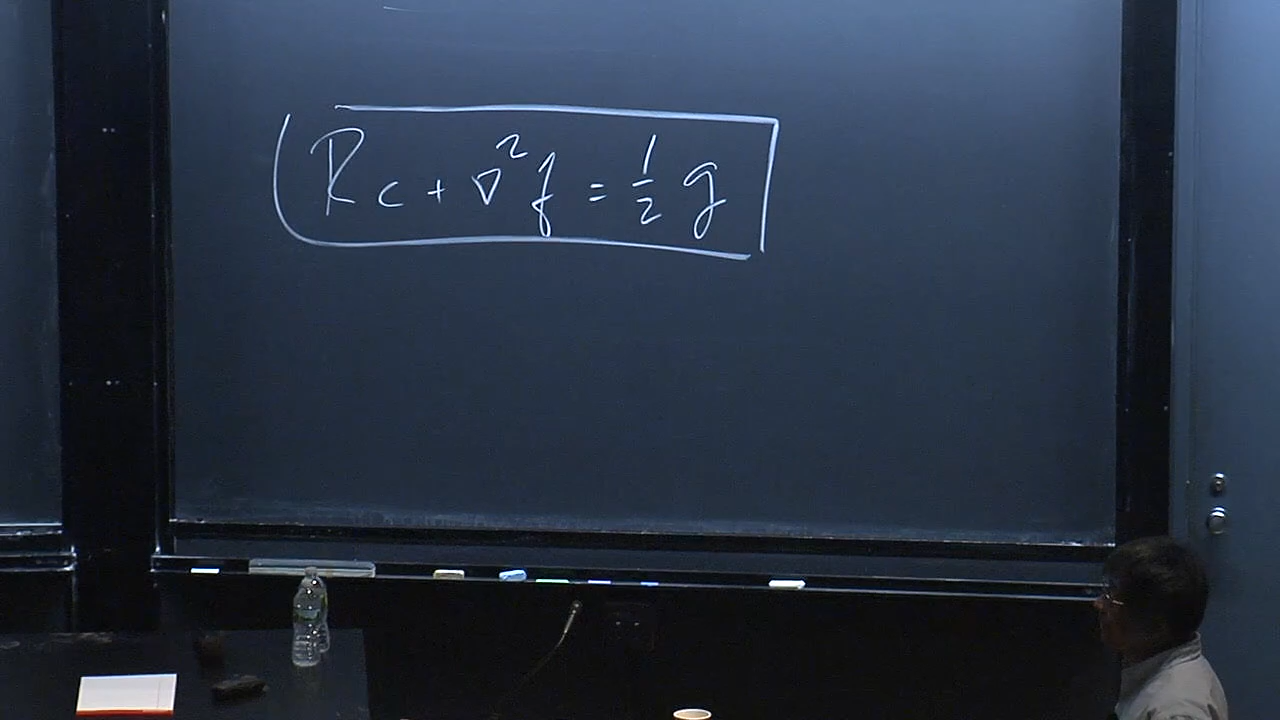 Rc + ∇²f = ½ g